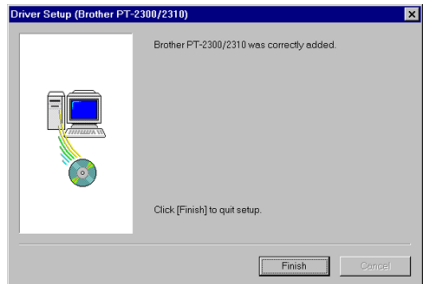 Driver Setup (Brother PT-2300/2310)
Brother PT-2300/2310 was correctly added.
Click [Finish] to quit setup.
Finish
Cancel